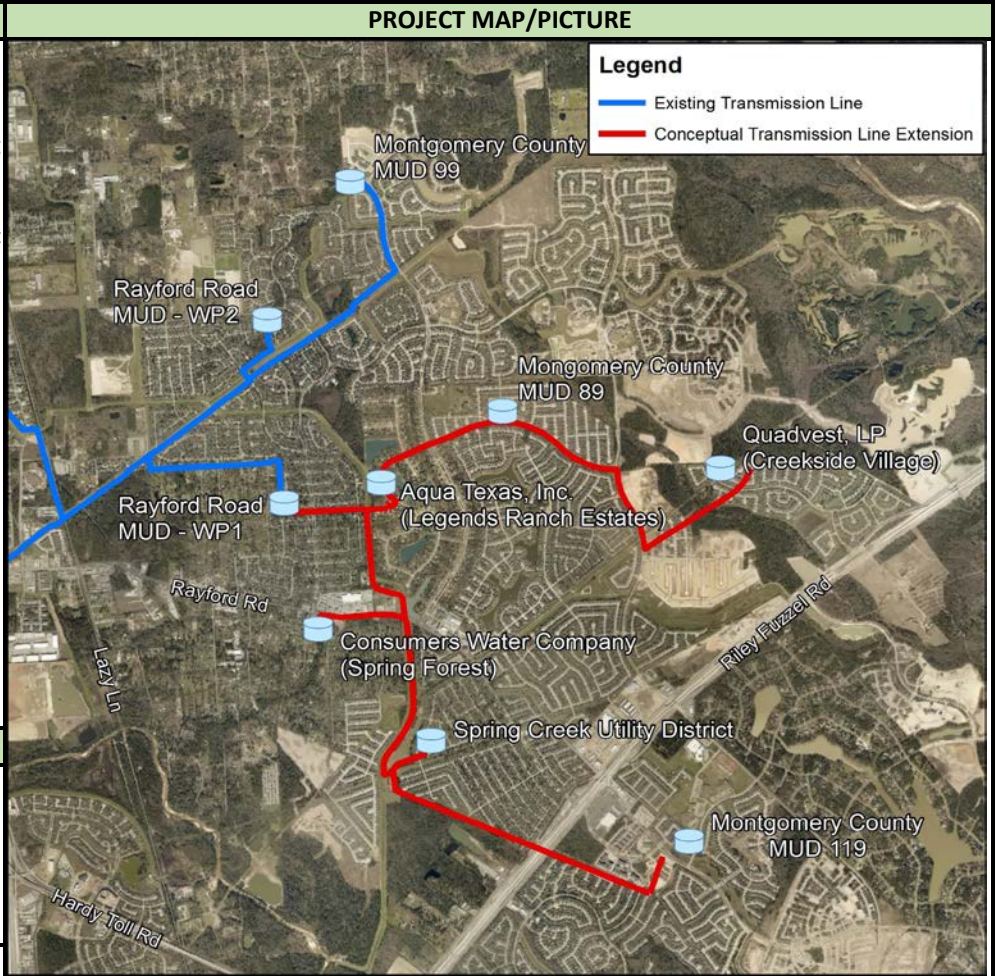 PROJECT MAP/PICTURE
Legend
Existing Transmission Line
Conceptual Transmission Line Extension
Montgomery County
MUD 99
Rayford Road
MUD - WP2
Mongomery County
MUD 89
Quadvest, LP
(Creekside Village)
Aqua Texas, Inc.
(Legends Ranch Estates)
Rayford Road
MUD - WP1
Rayford Rd
Riley Fuzzel Rd
Consumers Water Company
(Spring Forest)
Lazy Ln
Spring Creek Utility District
Montgomery County
MUD 119
Hardy Toll Rd